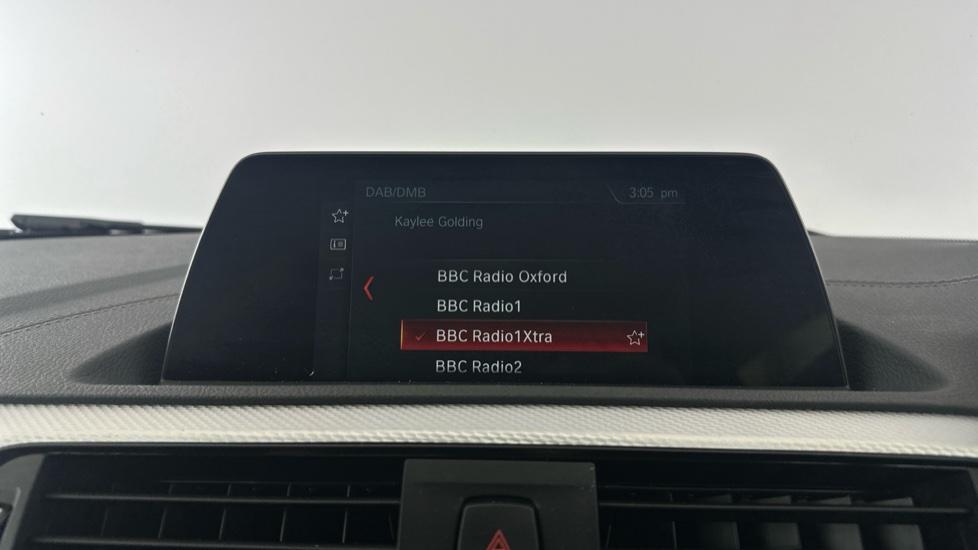 DAB/DMB
3:05 pm
Kaylee Golding
BBC Radio Oxford
BBC Radio1
BBC Radio1Xtra
BBC Radio2